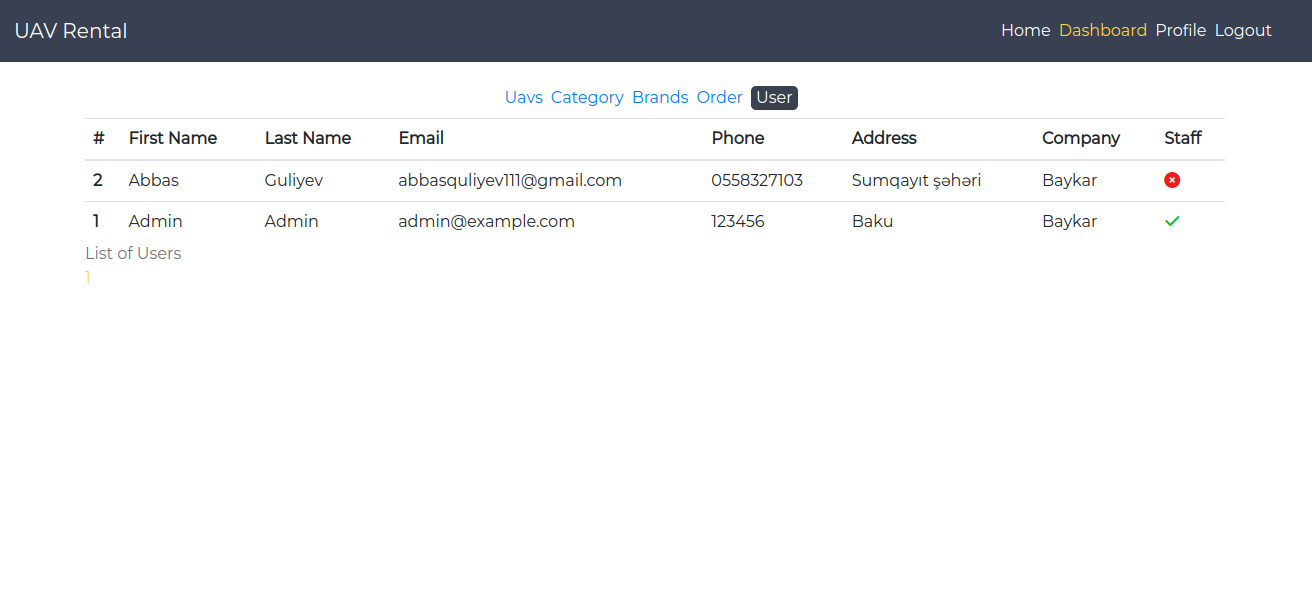 UAV Rental Home Dashboard Profile Logout
Uavs Category Brands Order User
# First Name Last Name Email Phone Address Company Staff
2 Abbas Guliyev abbasquliyev111@gmail.com 0558327103 Sumqayıt şəhəri Baykar
1 Admin Admin admin@example.com 123456 Baku Baykar
List of Users
1